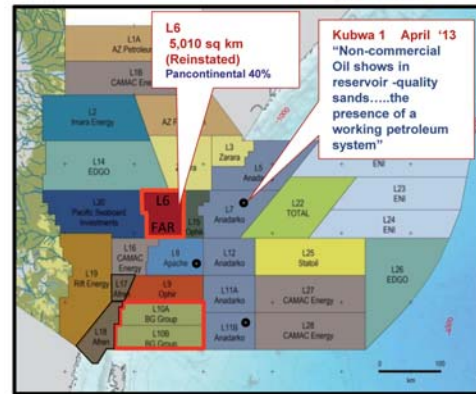 L6
5,010 sq km
(Reinstated)
Pancontinental 40%
Kubwa 1 April ‘13
“Non-commercial
Oil shows in
reservoir -quality
sands…..the
presence of a
working petroleum
system”
L1A
AZ Petroleum
L1B
CAMAC Energy
L2
Imara Energy
AZ
L3
Zarara
L14
EDGO
L5
Anadarko
ENI
L20
Pacific Seaboard
Investments
L6
FAR
L15
Ophir
L7
Anadarko
L22
TOTAL
L23
ENI
L24
ENI
L16
CAMAC
Energy
L8
Apache
L12
Anadarko
L25
Statoil
L26
EDGO
L19
Rift Energy
L17
Afren
L9
Ophir
L11A
Anadarko
L27
CAMAC Energy
L10A
BG Group
L18
Afren
L10B
BG Group
L11B
Anadarko
L28
CAMAC Energy
-1000
0
100
km